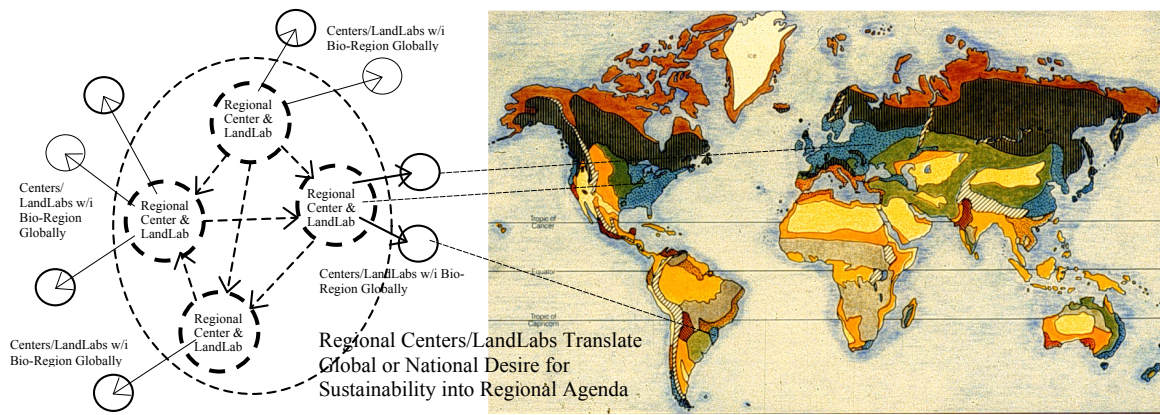 Centers/LandLabs w/i
Bio-Region Globally
Regional
Center &
LandLab
Centers/
LandLabs w/i
Bio-Region
Globally
Regional
Center &
LandLab
Regional
Center &
LandLab
Centers/LandLabs w/i Bio-
Region Globally
Regional
Center &
LandLab
Centers/LandLabs w/i
Bio-Region Globally
Regional Centers/LandLabs Translate
Global or National Desire for
Sustainability into Regional Agenda
ICE
Tropic of
Cancer
Equator
Tropic of
Capricorn